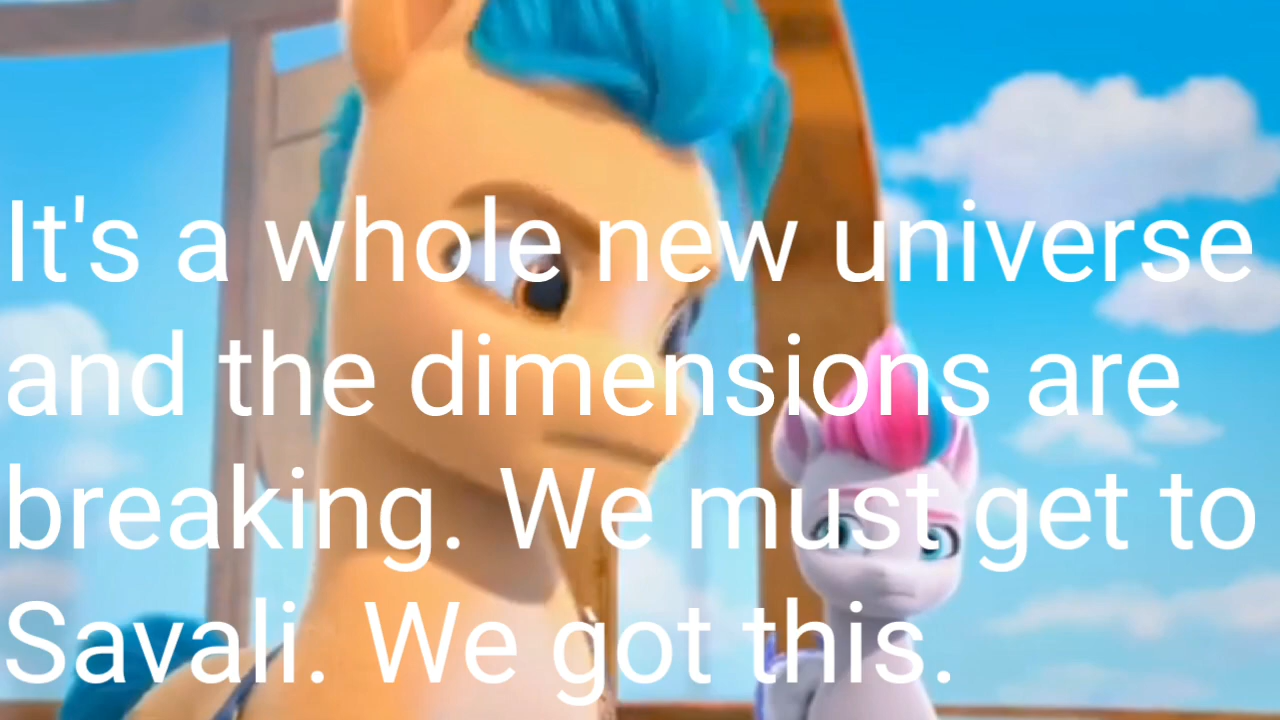 It's a whole new universe
and the dimensions are
breaking. We must get to
Savali. We got this.